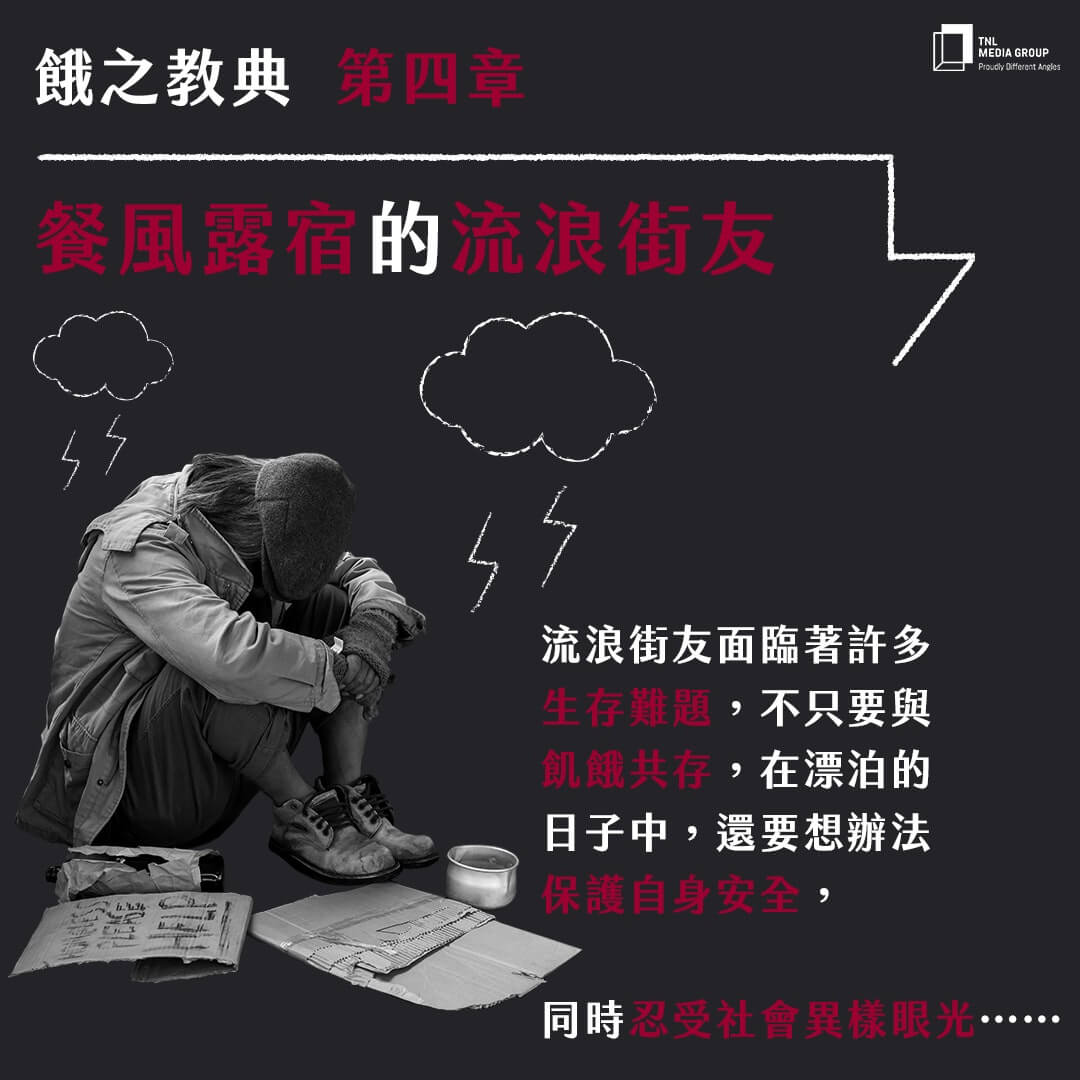 餓之教典 第四章
TNL
MEDIA GROUP
Proudly Different Angles
餐風露宿的流浪街友
流浪街友面臨著許多
生存難題，不只要與
飢餓共存，在漂泊的
日子中，還要想辦法
保護自身安全，
同時忍受社會異樣眼光⋯⋯
HOMELESS
PLEASE
HELP